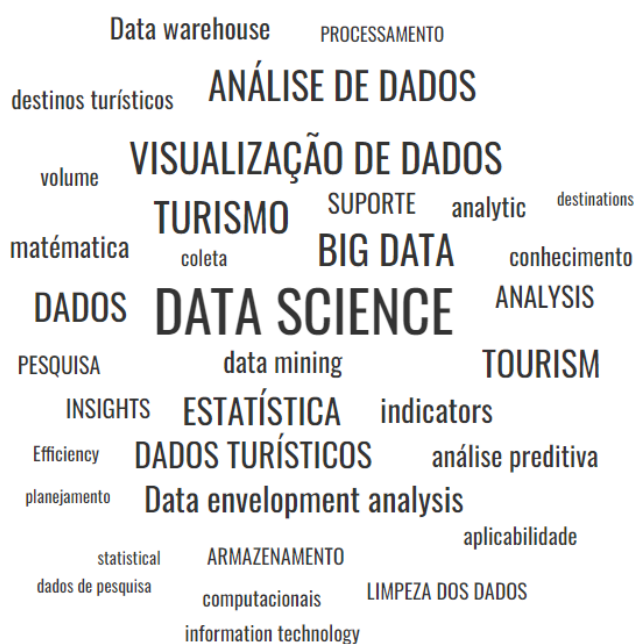 Data warehouse PROCESSAMENTO
destinos turísticos ANÁLISE DE DADOS
volume VISUALIZAÇÃO DE DADOS
TURISMO SUPORTE analytic destinations
matématica coleta BIG DATA conhecimento
DADOS DATA SCIENCE ANALYSIS
PESQUISA data mining TOURISM
INSIGHTS ESTATÍSTICA indicators
Efficiency DADOS TURÍSTICOS análise preditiva
planejamento Data envelopment analysis
aplicabilidade
statistical ARMAZENAMENTO
dados de pesquisa computacionais LIMPEZA DOS DADOS
information technology